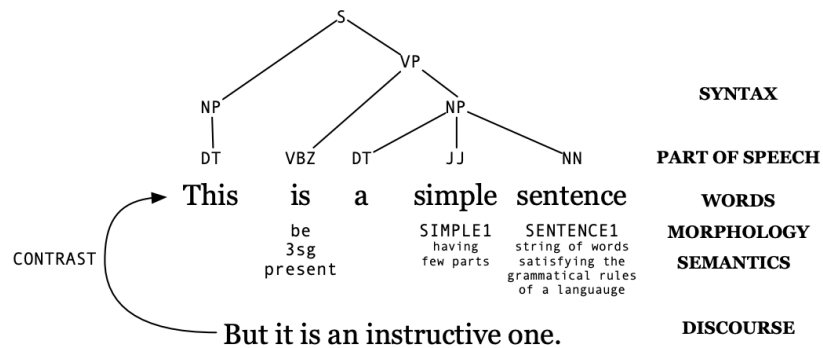 S
VP
NP NP SYNTAX
DT VBZ DT JJ NN PART OF SPEECH
This is a simple sentence WORDS
be SIMPLE1 SENTENCE1 MORPHOLOGY
3sg having string of words
present few parts satisfying the SEMANTICS
CONTRAST
grammatical rules
of a languauge
But it is an instructive one. DISCOURSE